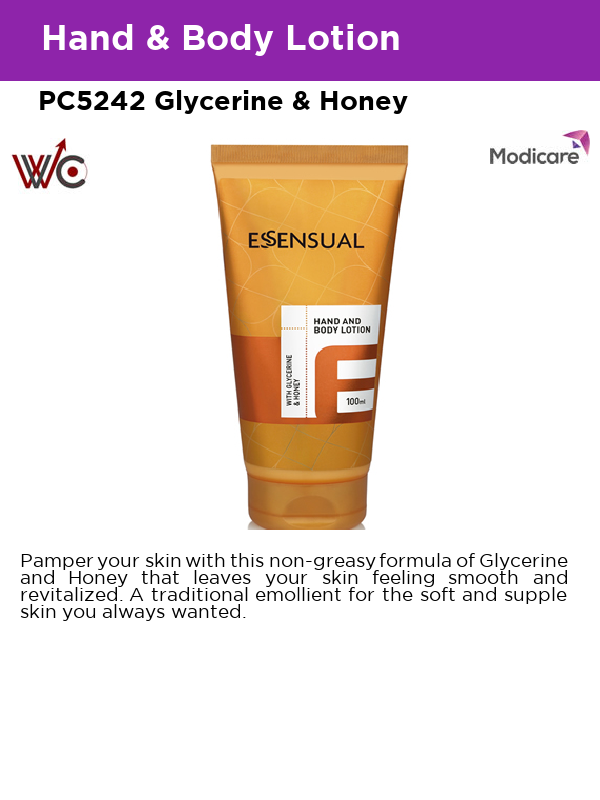 Hand & Body Lotion
PC5242 Glycerine & Honey
WC
Modicare
ESSENSUAL
HAND AND
BODY LOTION
WITH GLYCERINE
& HONEY
100ml
Pamper your skin with this non-greasy formula of Glycerine
and Honey that leaves your skin feeling smooth and
revitalized. A traditional emollient for the soft and supple
skin you always wanted.